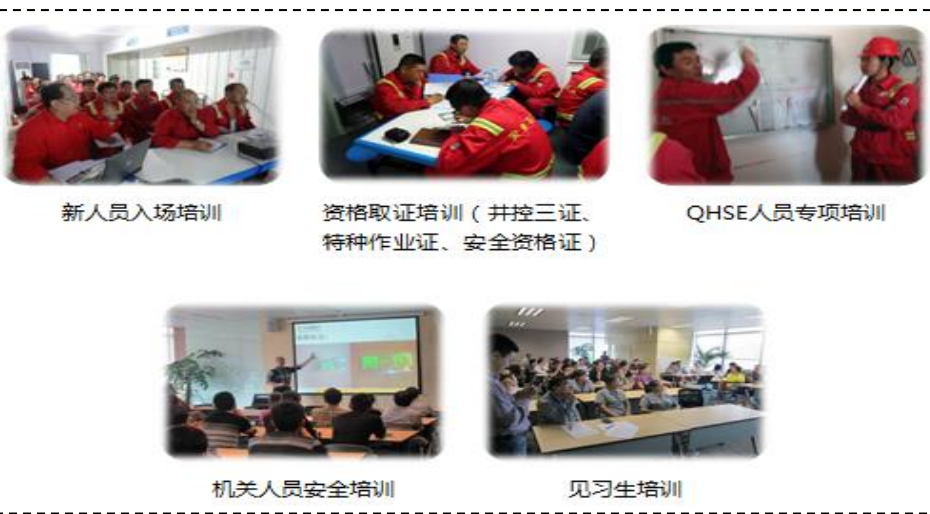 新人员入场培训
资格取证培训（井控三证、
特种作业证、安全资格证）
QHSE人员专项培训
机关人员安全培训
见习生培训